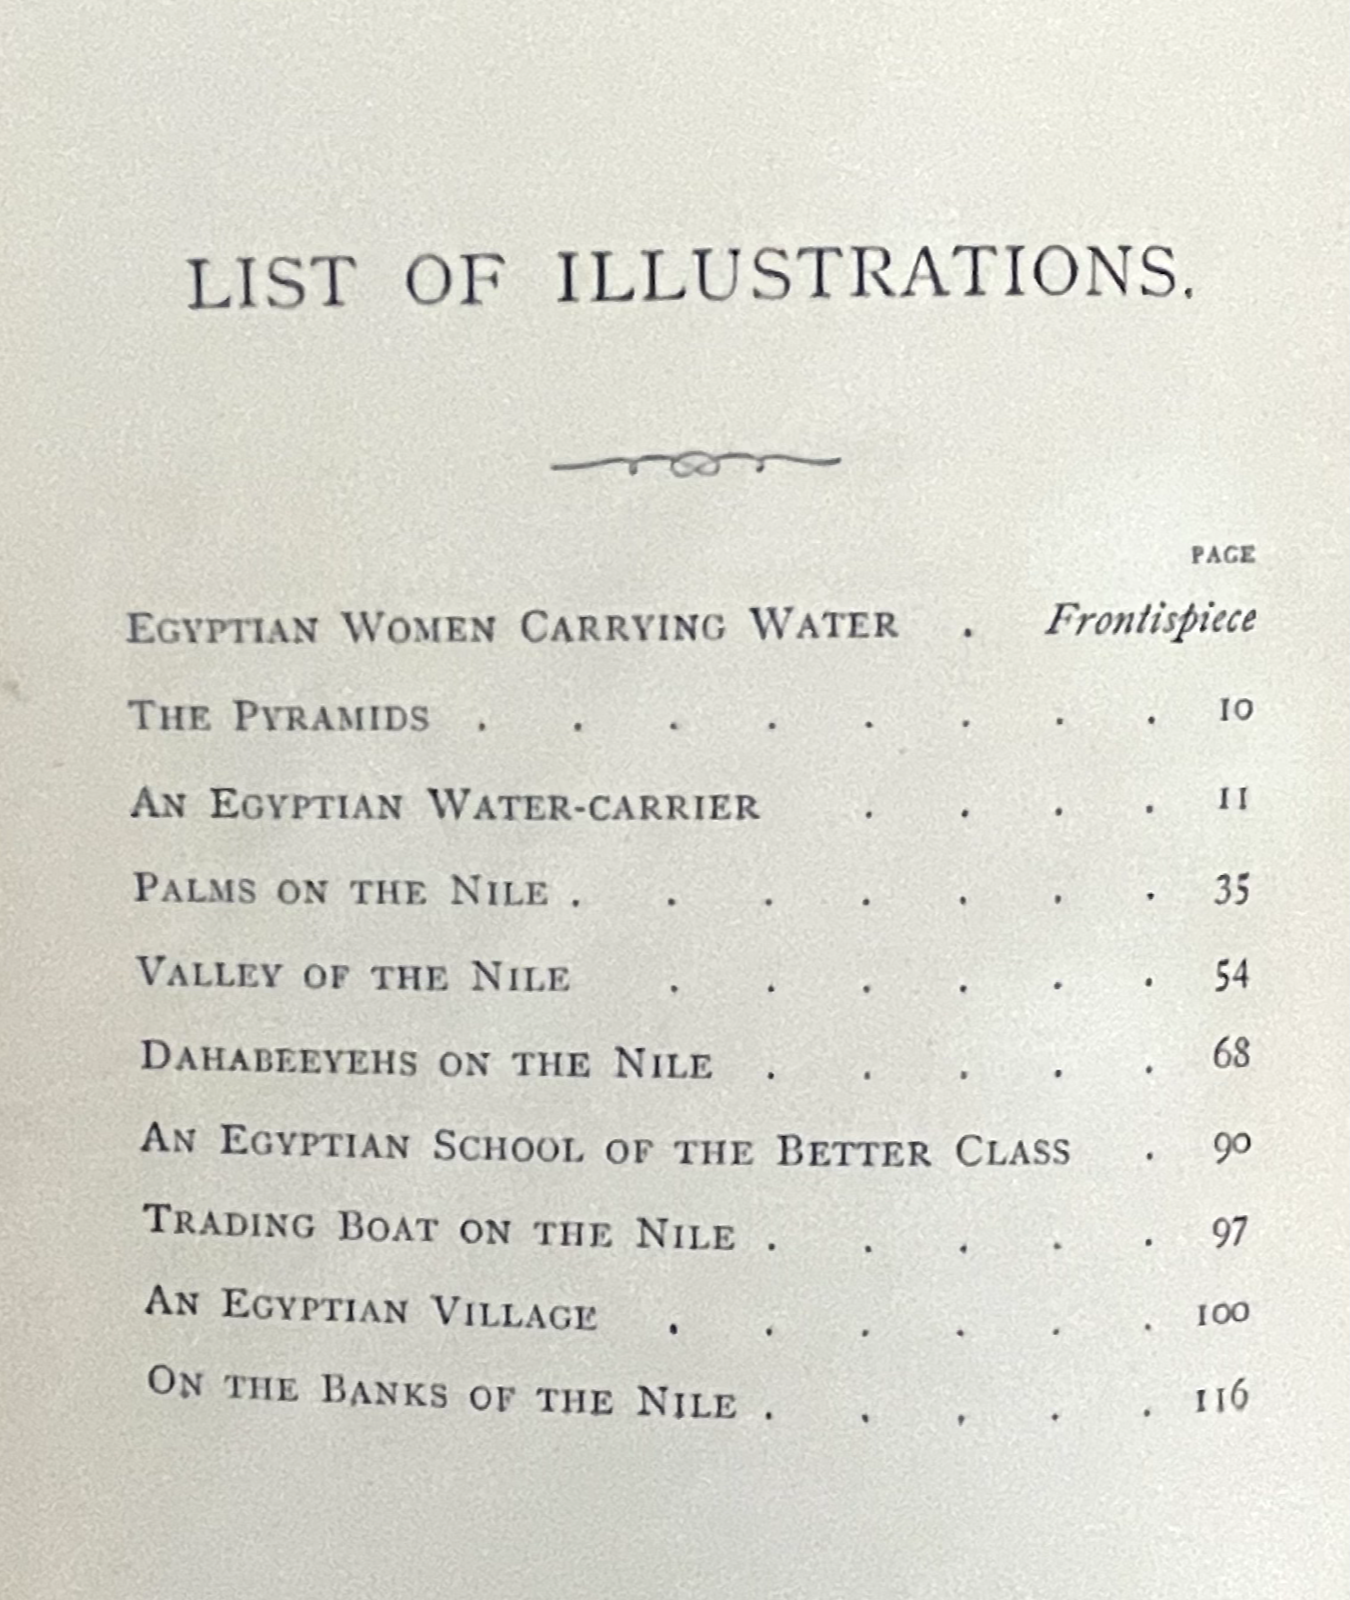 LIST OF ILLUSTRATIONS.
PAGE
EGYPTIAN WOMEN CARRYING WATER . Frontispiece
THE PYRAMIDS . . . . . . . . 10
AN EGYPTIAN WATER-CARRIER . . . . 11
PALMS ON THE NILE . . . . . . . 35
VALLEY OF THE NILE . . . . . . 54
DAHABEEYEHS ON THE NILE . . . . . 68
AN EGYPTIAN SCHOOL OF THE BETTER CLASS . 90
TRADING BOAT ON THE NILE . . . . . 97
AN EGYPTIAN VILLAGE . . . . . . 100
ON THE BANKS OF THE NILE . . . . . 116